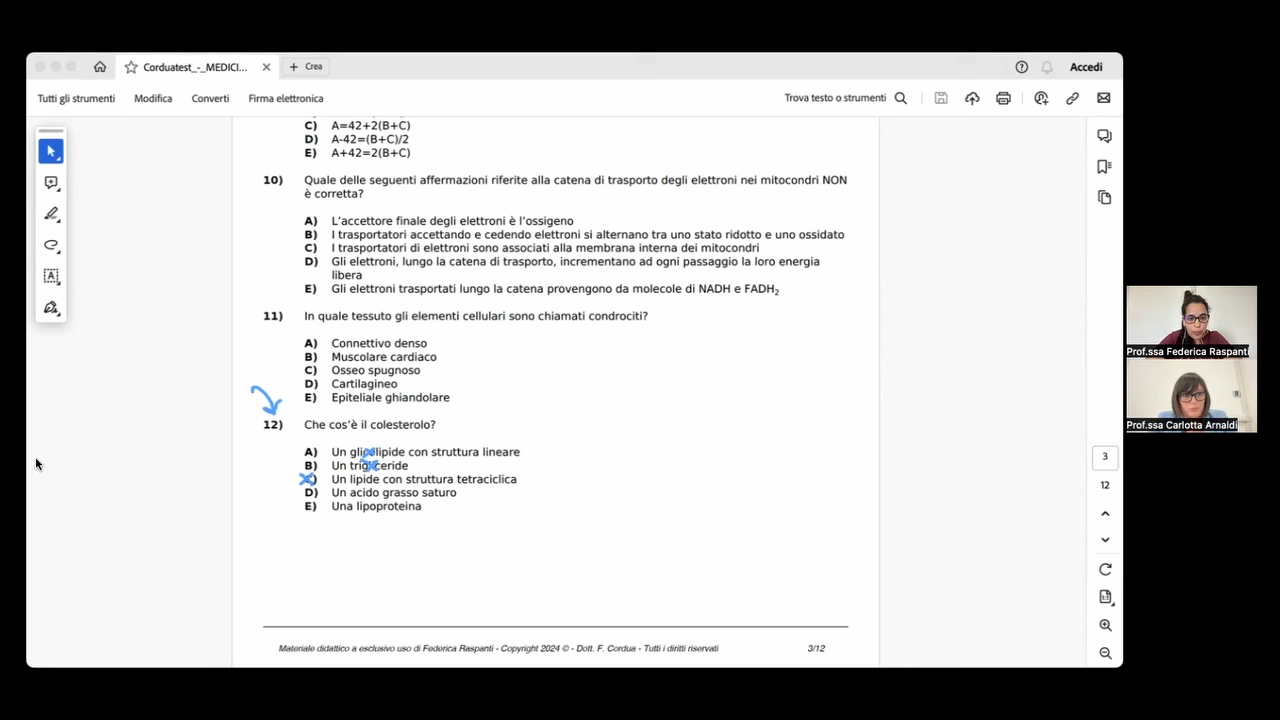 Corduatest_-_MEDICI...
Crea
Accedi
Tutti gli strumenti
Modifica
Converti
Firma elettronica
Trova testo o strumenti
C) A=42+2(B+C)
D) A-42=(B+C)/2
E) A+42=2(B+C)
10) Quale delle seguenti affermazioni riferite alla catena di trasporto degli elettroni nei mitocondri NON
è corretta?
A) L’accettore finale degli elettroni è l’ossigeno
B) I trasportatori accettando e cedendo elettroni si alternano tra uno stato ridotto e uno ossidato
C) I trasportatori di elettroni sono associati alla membrana interna dei mitocondri
D) Gli elettroni, lungo la catena di trasporto, incrementano ad ogni passaggio la loro energia
libera
E) Gli elettroni trasportati lungo la catena provengono da molecole di NADH e FADH₂
11) In quale tessuto gli elementi cellulari sono chiamati condrociti?
A) Connettivo denso
B) Muscolare cardiaco
C) Osseo spugnoso
D) Cartilagineo
E) Epiteliale ghiandolare
12) Che cos’è il colesterolo?
A) Un glicolipide con struttura lineare
B) Un trigliceride
C) Un lipide con struttura tetraciclica
D) Un acido grasso saturo
E) Una lipoproteina
Materiale didattico a esclusivo uso di Federica Raspanti - Copyright 2024 © - Dott. F. Cordua - Tutti i diritti riservati
3/12
3
12
Prof.ssa Federica Raspanti
Prof.ssa Carlotta Arnaldi